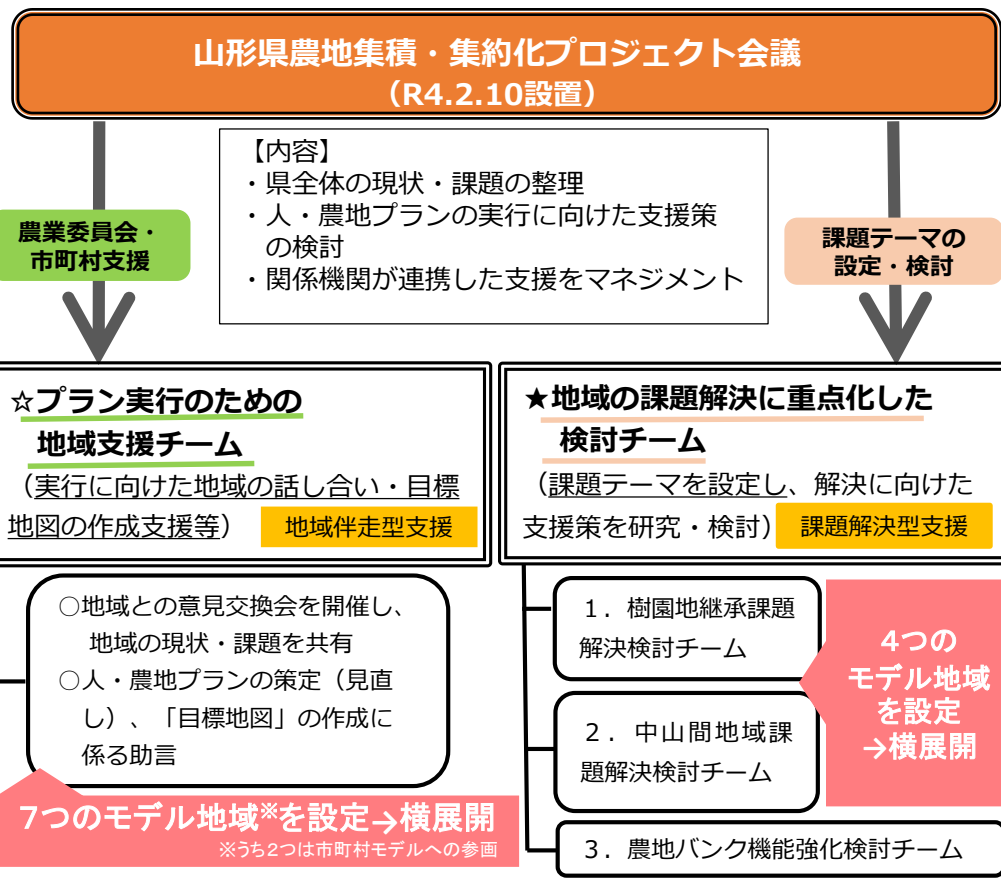 山形県農地集積・集約化プロジェクト会議
（R4.2.10設置）
【内容】
・県全体の現状・課題の整理
・人・農地プランの実行に向けた支援策
の検討
・関係機関が連携した支援をマネジメント
農業委員会・
市町村支援
課題テーマの
設定・検討
☆プラン実行のための
地域支援チーム
（実行に向けた地域の話し合い・目標
地図の作成支援等）
地域伴走型支援
○地域との意見交換会を開催し、
地域の現状・課題を共有
○人・農地プランの策定（見直
し）、「目標地図」の作成に
係る助言
7つのモデル地域※を設定→横展開
※うち2つは市町村モデルへの参画
★地域の課題解決に重点化した
検討チーム
（課題テーマを設定し、解決に向けた
支援策を研究・検討）
課題解決型支援
１．樹園地継承課題
解決検討チーム
２．中山間地域課
題解決検討チーム
３．農地バンク機能強化検討チーム
4つの
モデル地域
を設定
→横展開